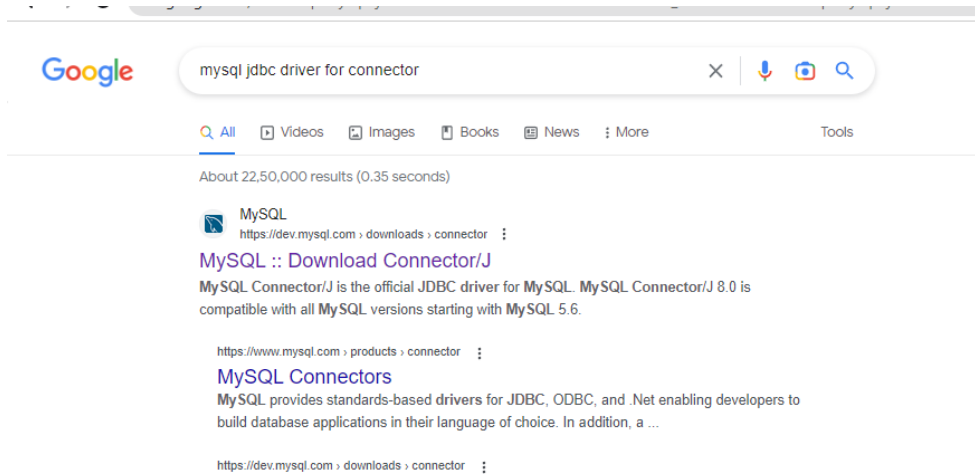 Google
mysql jdbc driver for connector
All Videos Images Books News More Tools
About 22,50,000 results (0.35 seconds)
MySQL
https://dev.mysql.com › downloads › connector
MySQL :: Download Connector/J
MySQL Connector/J is the official JDBC driver for MySQL. MySQL Connector/J 8.0 is
compatible with all MySQL versions starting with MySQL 5.6.
https://www.mysql.com › products › connector
MySQL Connectors
MySQL provides standards-based drivers for JDBC, ODBC, and .Net enabling developers to
build database applications in their language of choice. In addition, a ...
https://dev.mysql.com › downloads › connector